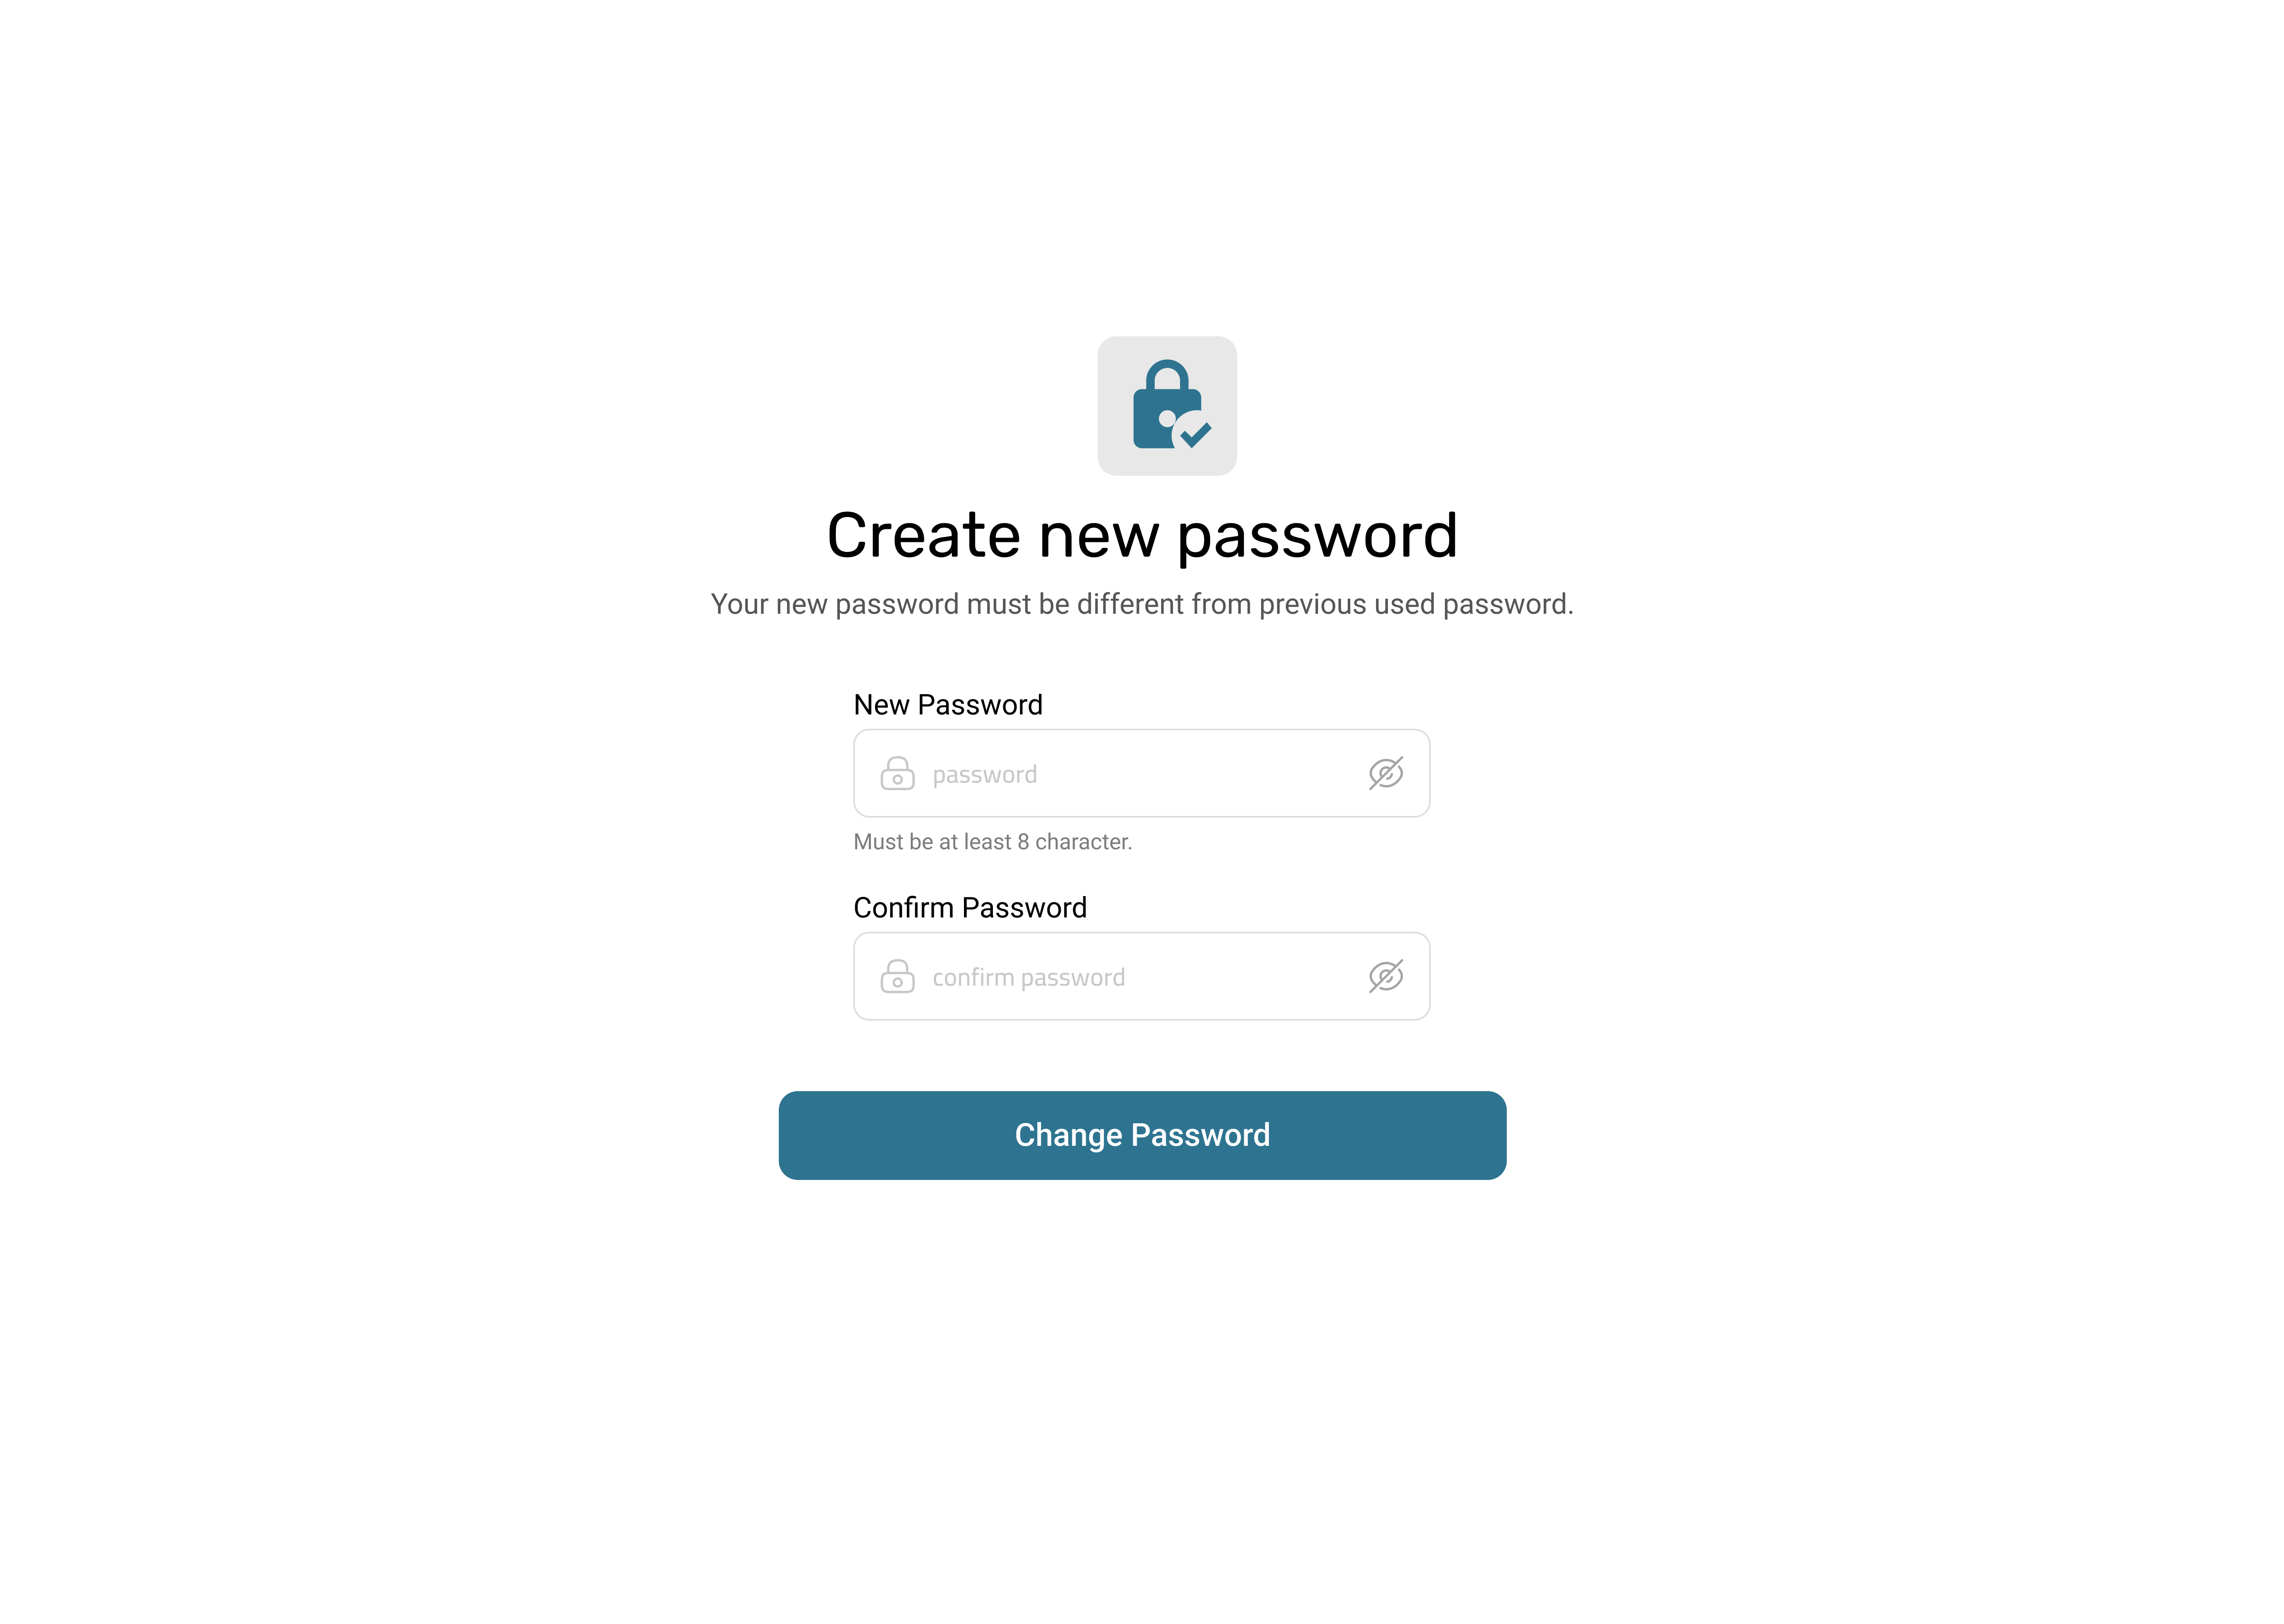 Create new password
Your new password must be different from previous used password.
New Password
password
Must be at least 8 character.
Confirm Password
confirm password
Change Password